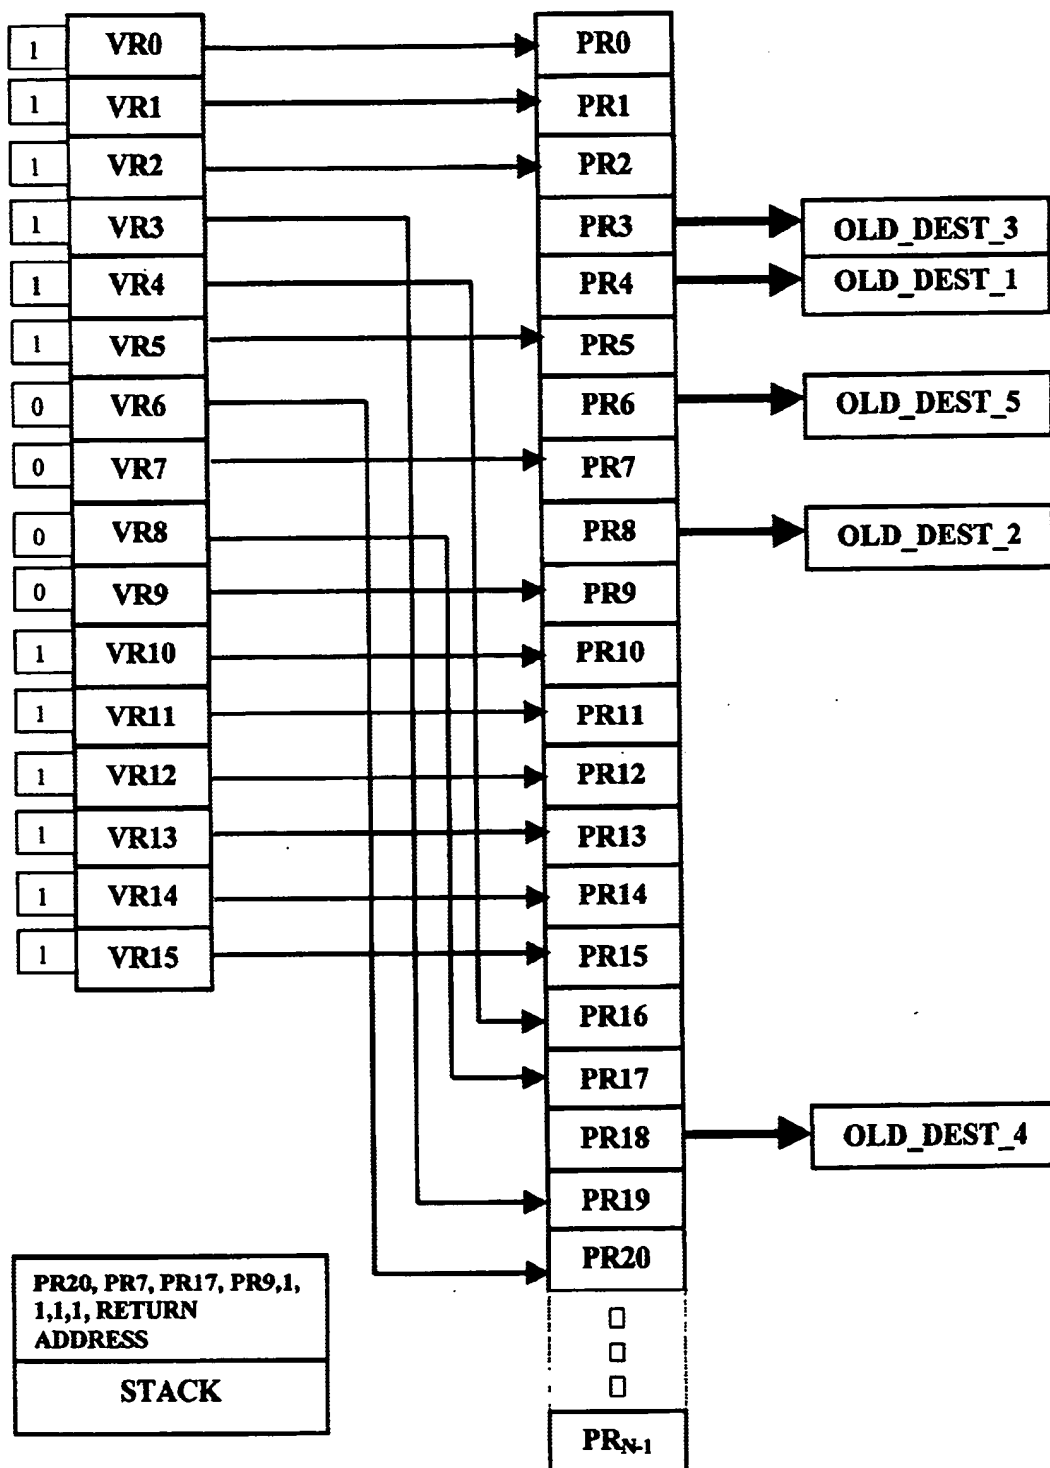 1 VR0 PR0
1 VR1 PR1
1 VR2 PR2
1 VR3 PR3 OLD_DEST_3
1 VR4 PR4 OLD_DEST_1
1 VR5 PR5
0 VR6 PR6 OLD_DEST_5
0 VR7 PR7
0 VR8 PR8 OLD_DEST_2
0 VR9 PR9
1 VR10 PR10
1 VR11 PR11
1 VR12 PR12
1 VR13 PR13
1 VR14 PR14
1 VR15 PR15
PR16
PR17
PR18 OLD_DEST_4
PR19
PR20
PR20, PR7, PR17, PR9,1,
1,1,1, RETURN
ADDRESS
STACK
PRN-1